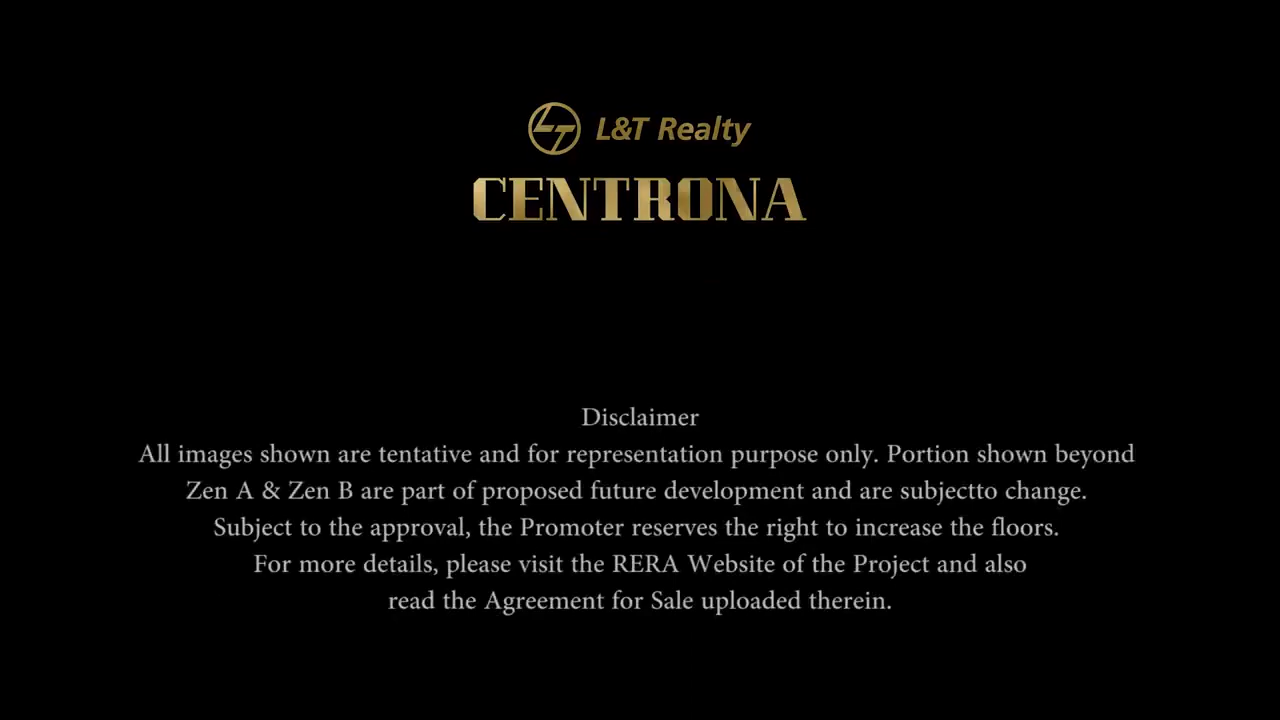 LT L&T Realty
CENTRONA
Disclaimer
All images shown are tentative and for representation purpose only. Portion shown beyond
Zen A & Zen B are part of proposed future development and are subjectto change.
Subject to the approval, the Promoter reserves the right to increase the floors.
For more details, please visit the RERA Website of the Project and also
read the Agreement for Sale uploaded therein.